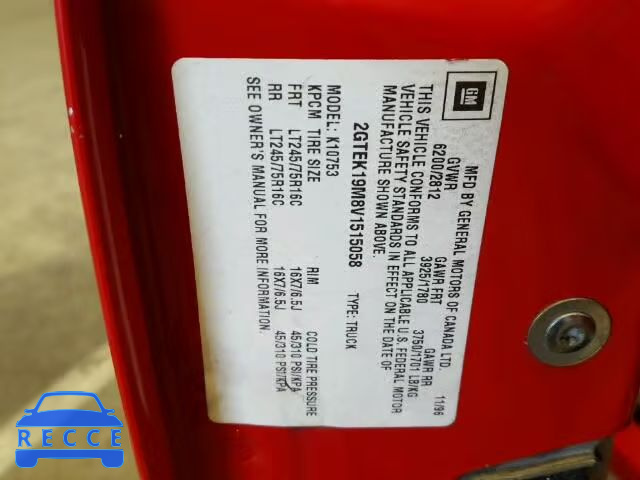 GM
MFD BY GENERAL MOTORS OF CANADA LTD.
11/96
GVWR GAWR FRT GAWR RR
6200/2812 3925/1780 3750/1701 LB/KG
THIS VEHICLE CONFORMS TO ALL APPLICABLE U.S. FEDERAL MOTOR
VEHICLE SAFETY STANDARDS IN EFFECT ON THE DATE OF
MANUFACTURE SHOWN ABOVE.
2GTEK19M8V1515058 TYPE: TRUCK
MODEL: K10753
KPCM TIRE SIZE RIM COLD TIRE PRESSURE
FRT LT245/75R16C 16X7/6.5J 45/310 PSI/KPA
RR LT245/75R16C 16X7/6.5J 45/310 PSI/KPA
SEE OWNER'S MANUAL FOR MORE INFORMATION.
RECCE